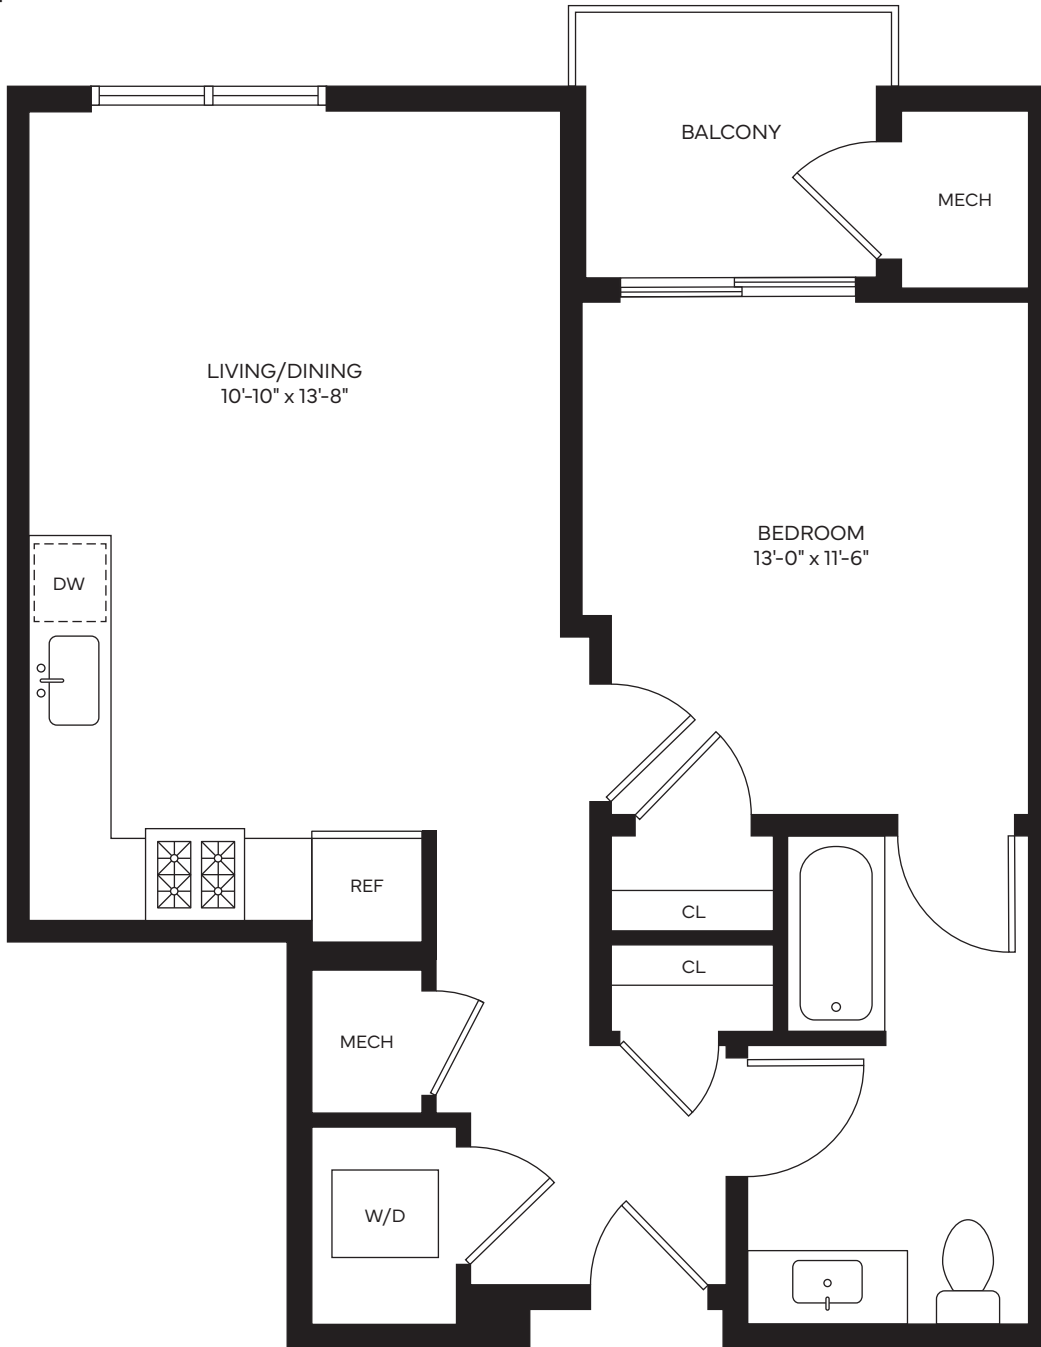 BALCONY
MECH
LIVING/DINING
10'-10" x 13'-8"
BEDROOM
13'-0" x 11'-6"
DW
REF
CL
CL
MECH
W/D